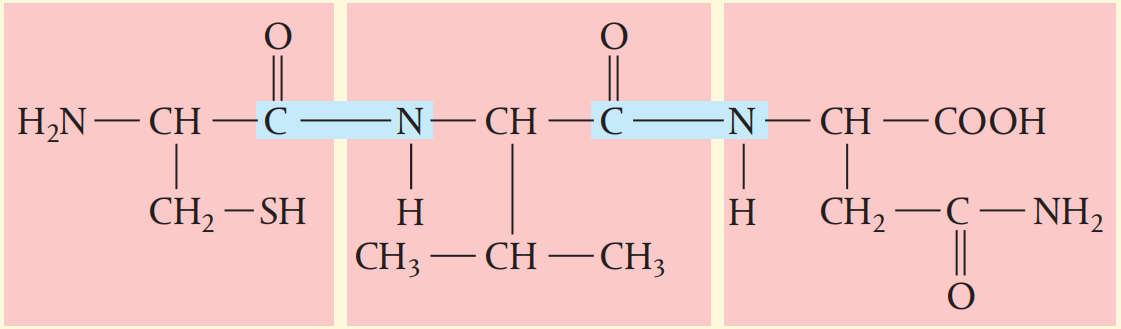 O O
H₂N CH C N CH C N CH COOH
CH₂ SH H H CH₂ C NH₂
CH₃ CH CH₃
O